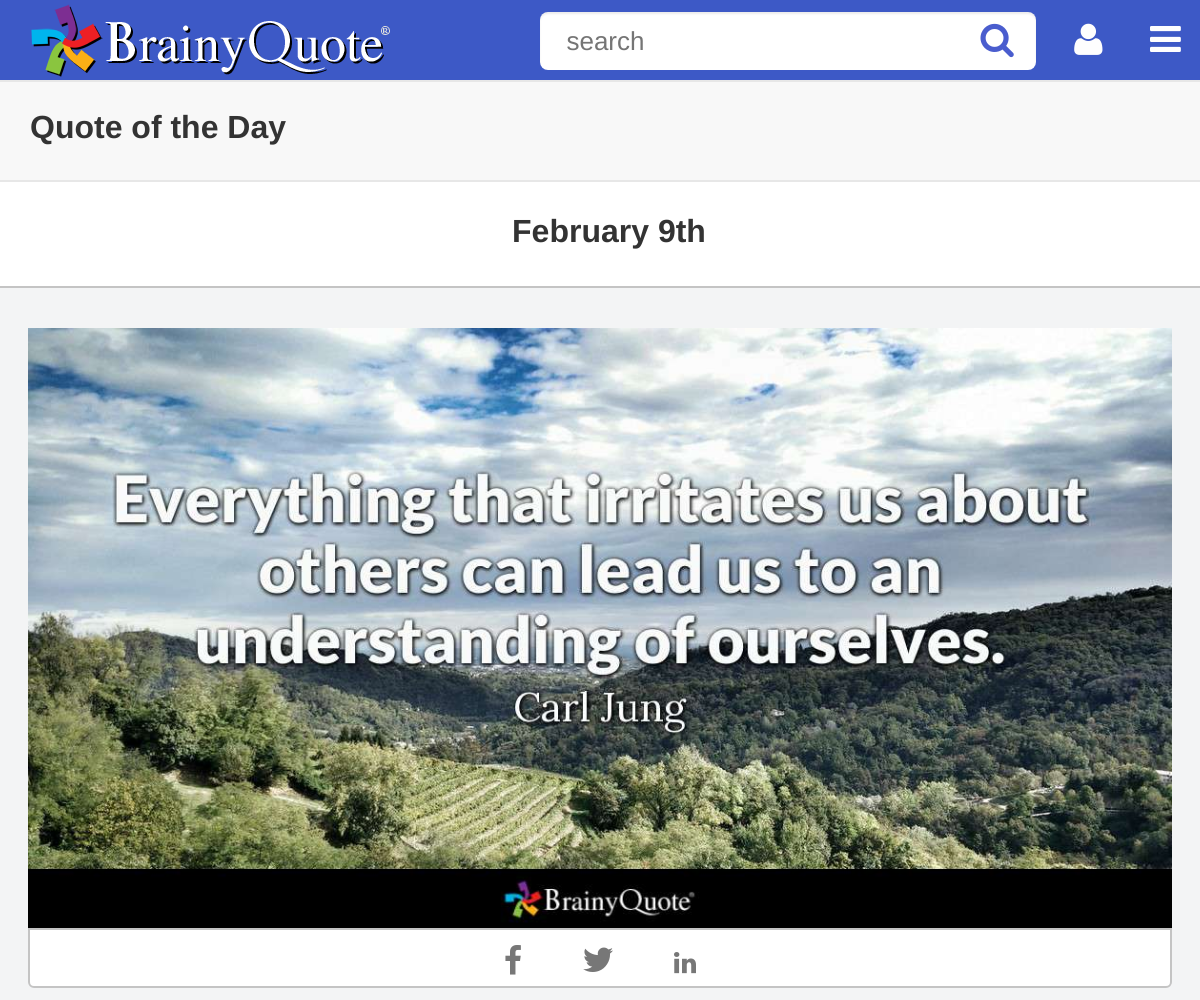 BrainyQuote®
search
Quote of the Day
February 9th
Everything that irritates us about
others can lead us to an
understanding of ourselves.
Carl Jung
BrainyQuote®